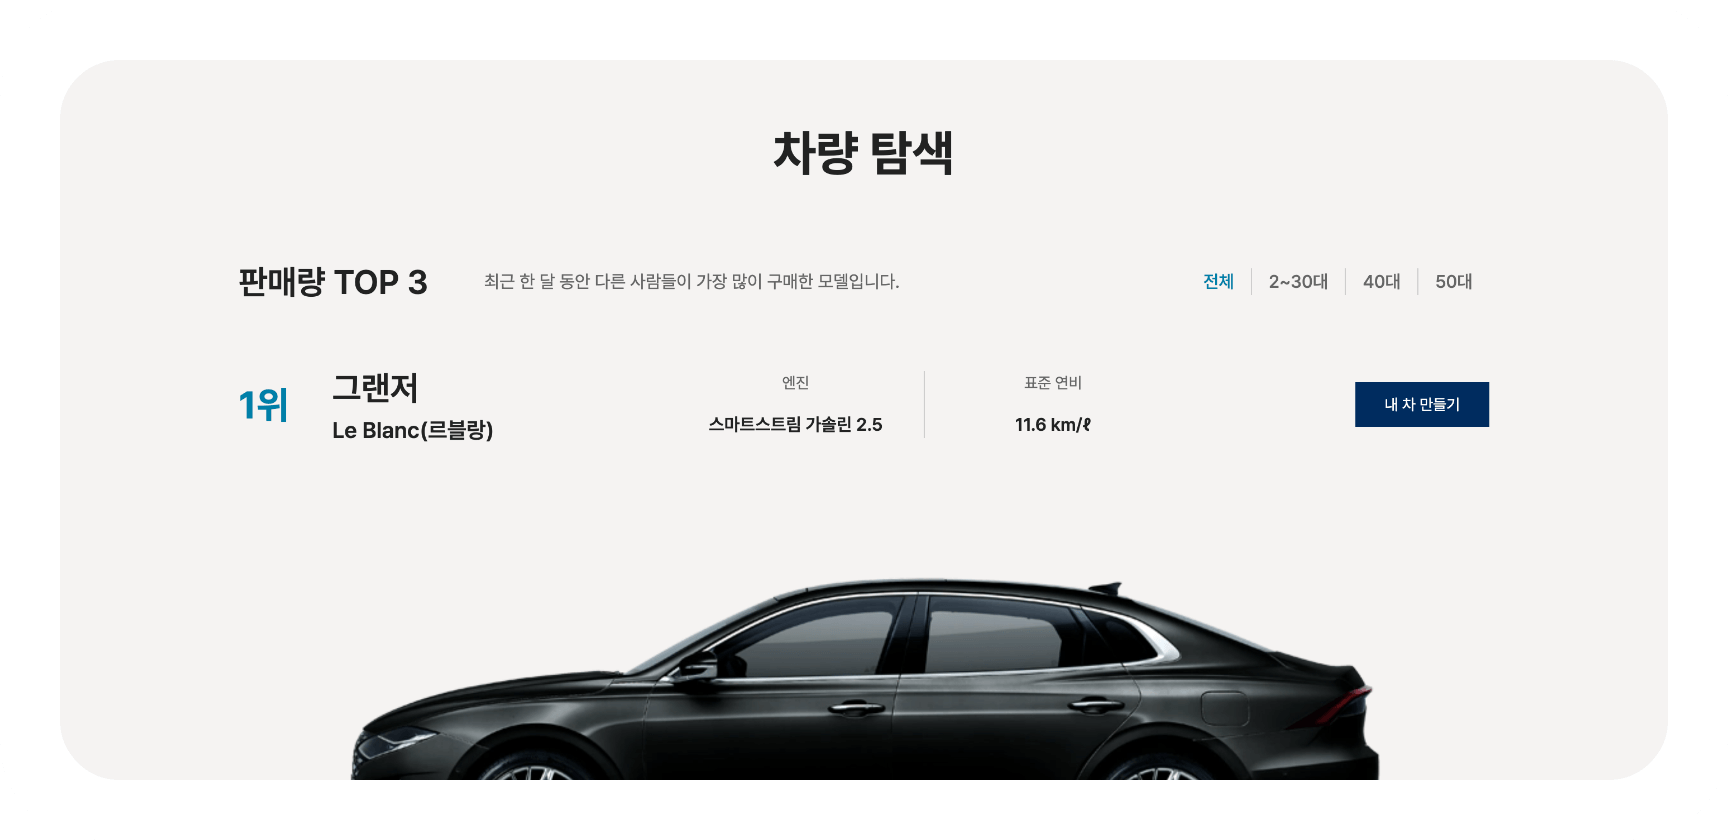 차량 탐색
판매량 TOP 3
최근 한 달 동안 다른 사람들이 가장 많이 구매한 모델입니다.
전체
2~30대
40대
50대
1위
그랜저
Le Blanc(르블랑)
엔진
스마트스트림 가솔린 2.5
표준 연비
11.6 km/ℓ
내 차 만들기